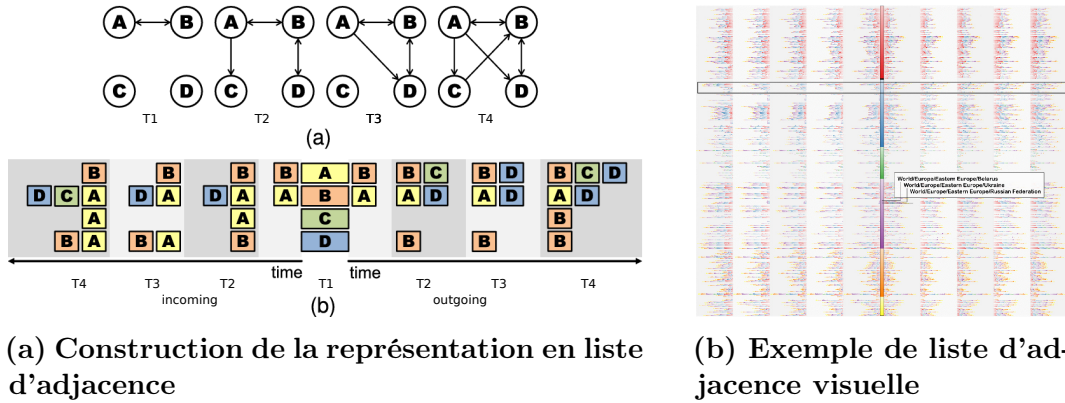 A B A B A B A B
C D C D C D C D
T1 T2 T3 T4
(a)
B B B B A B B C B D B C D
D C A D A D A A B A A D A D A D
A A C B
B A B A B D B B B
time time
T4 T3 T2 T1 T2 T3 T4
incoming (b) outgoing
World/Europe/Eastern Europe/Belarus
World/Europe/Eastern Europe/Ukraine
World/Europe/Eastern Europe/Russian Federation
(a) Construction de la représentation en liste
d'adjacence
(b) Exemple de liste d'ad-
jacence visuelle